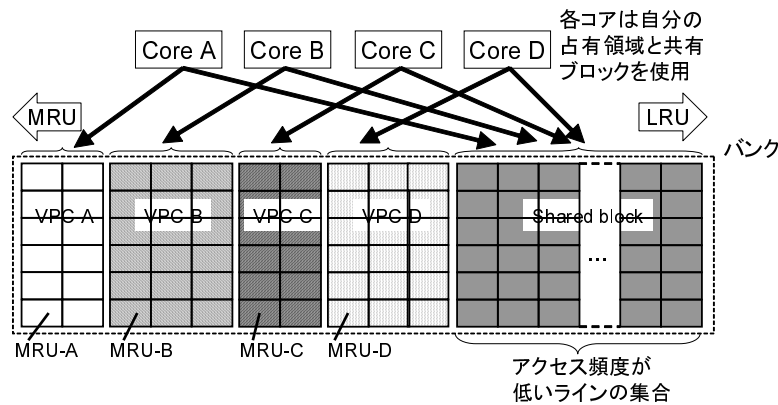 Core A
Core B
Core C
Core D
各コアは自分の
占有領域と共有
ブロックを使用
MRU
LRU
バンク
VPC A
VPC B
VPC C
VPC D
Shared block
...
MRU-A
MRU-B
MRU-C
MRU-D
アクセス頻度が
低いラインの集合